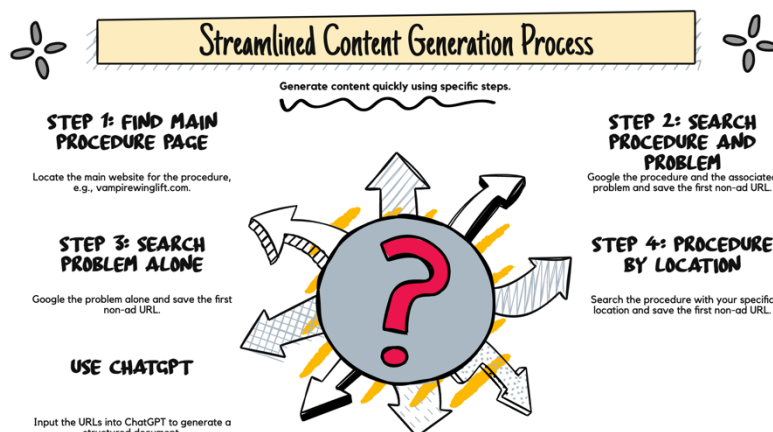 Streamlined Content Generation Process
Generate content quickly using specific steps.
STEP 1: FIND MAIN
PROCEDURE PAGE
Locate the main website for the procedure,
e.g., vampirewinglift.com.
STEP 2: SEARCH
PROCEDURE AND
PROBLEM
Google the procedure and the associated
problem and save the first non-ad URL.
STEP 3: SEARCH
PROBLEM ALONE
Google the problem alone and save the first
non-ad URL.
STEP 4: PROCEDURE
BY LOCATION
Search the procedure with your specific
location and save the first non-ad URL.
?
USE CHATGPT
Input the URLs into ChatGPT to generate a
structured document.